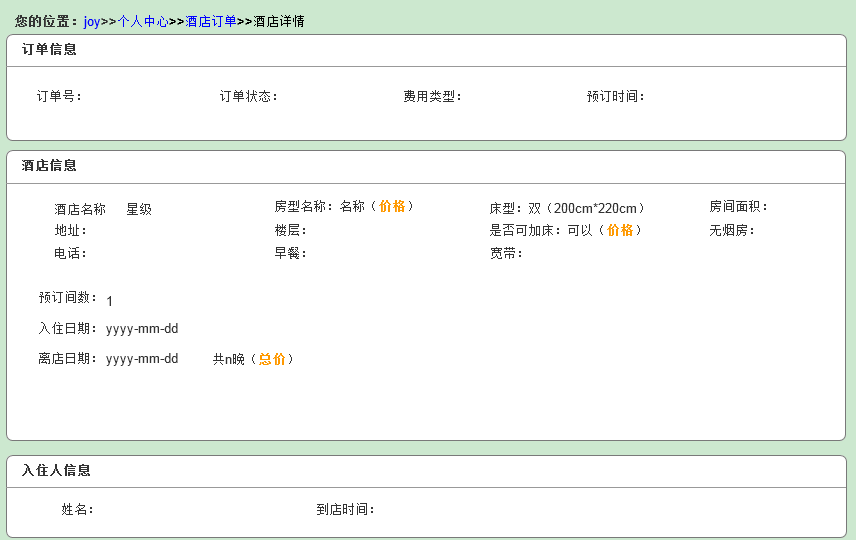 您的位置：joy>>个人中心>>酒店订单>>酒店详情
订单信息
订单号： 订单状态： 费用类型： 预订时间：
酒店信息
酒店名称 星级 房型名称：名称（价格） 床型：双（200cm*220cm） 房间面积：
地址： 楼层： 是否可加床：可以（价格） 无烟房：
电话： 早餐： 宽带：
预订间数： 1
入住日期： yyyy-mm-dd
离店日期： yyyy-mm-dd 共n晚（总价）
入住人信息
姓名： 到店时间：